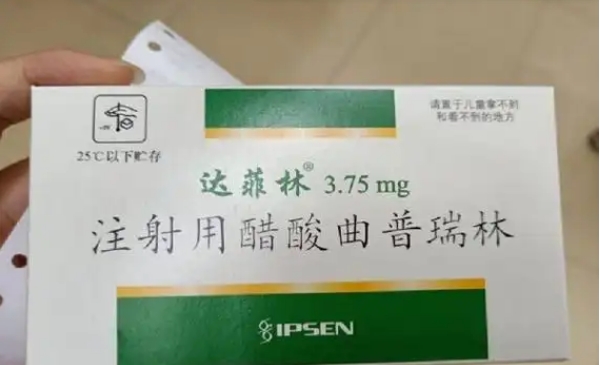 请置于儿童拿不到
和看不到的地方
25℃以下贮存
达菲林® 3.75 mg
注射用醋酸曲普瑞林
IPSEN